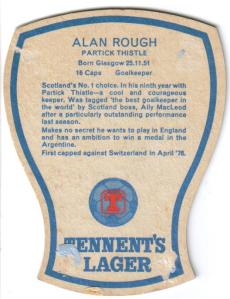 ALAN ROUGH
PARTICK THISTLE
Born Glasgow 25.11.51
16 Caps Goalkeeper
Scotland's No.1 choice. In his ninth year with
Partick Thistle—a cool and courageous
keeper. Was tagged 'the best goalkeeper in
the world' by Scotland boss, Ally MacLeod
after a particularly outstanding performance
last season.
Makes no secret he wants to play in England
and has an ambition to win a medal in the
Argentine.
First capped against Switzerland in April '76.
T
TENNENT'S
LAGER